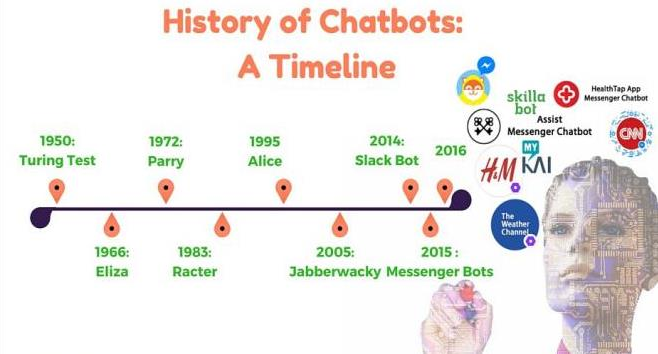 History of Chatbots:
A Timeline
1950:
Turing Test
1972:
Parry
1995
Alice
2014:
Slack Bot
2016
1966:
Eliza
1983:
Racter
2005:
Jabberwacky
2015 :
Messenger Bots
skilla
bot
HealthTap App
Messenger Chatbot
Assist
Messenger Chatbot
CNN
H&M
MY
KAI
The
Weather
Channel